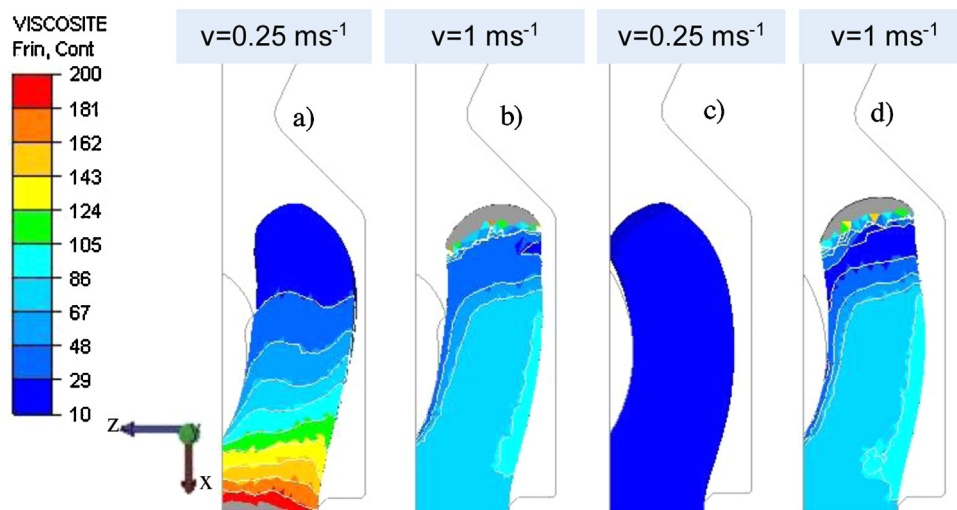 VISCOSITE
Frin, Cont
v=0.25 ms⁻¹
v=1 ms⁻¹
v=0.25 ms⁻¹
v=1 ms⁻¹
200
181
162
143
124
105
86
67
48
29
10
a)
b)
c)
d)
Z
X